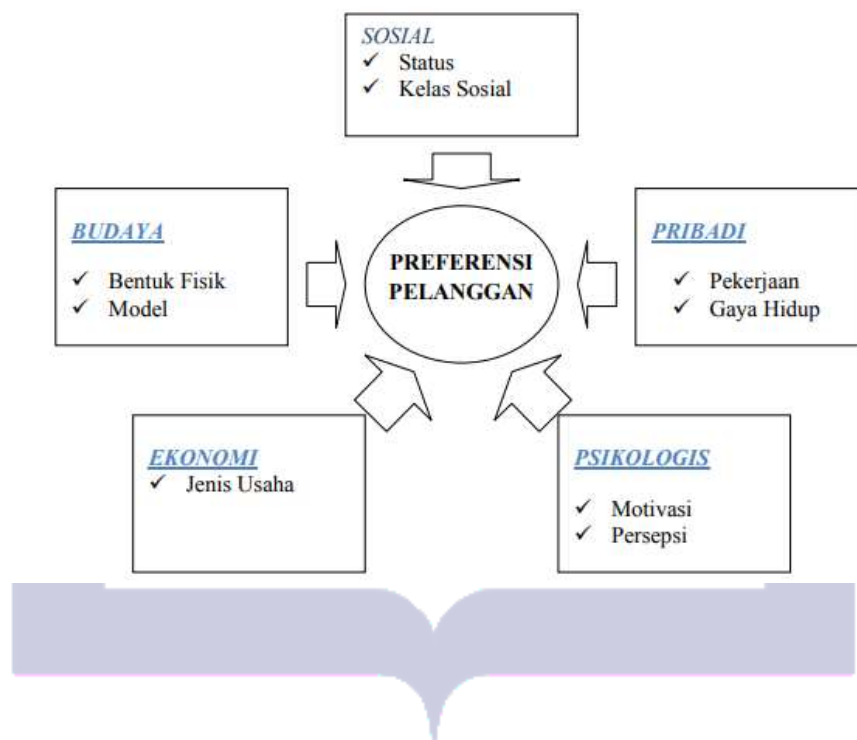 SOSIAL
✓ Status
✓ Kelas Sosial
BUDAYA
✓ Bentuk Fisik
✓ Model
PREFERENSI
PELANGGAN
PRIBADI
✓ Pekerjaan
✓ Gaya Hidup
EKONOMI
✓ Jenis Usaha
PSIKOLOGIS
✓ Motivasi
✓ Persepsi